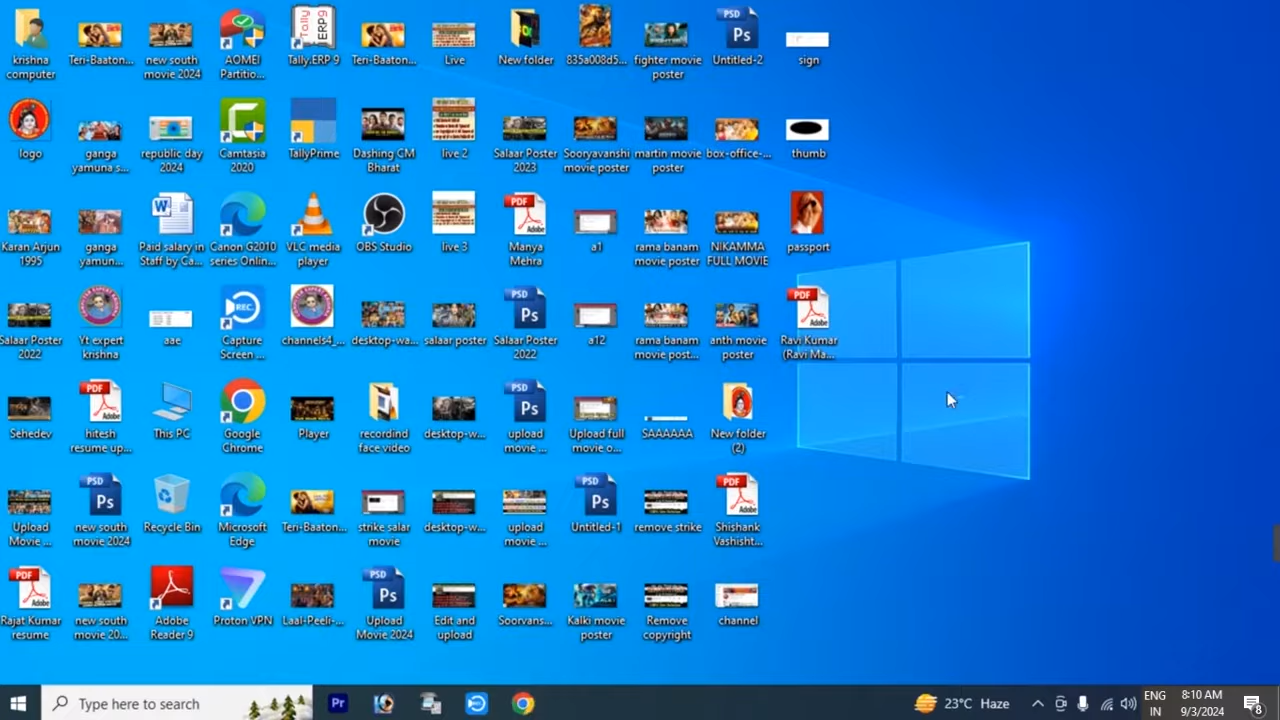 krishna computer
Teri-Baaton...
new south movie 2024
AOMEI Partitio...
Tally.ERP 9
Teri-Baaton...
Live
New folder
835a008d5...
fighter movie poster
Untitled-2
sign
logo
ganga yamuna s...
republic day 2024
Camtasia 2020
TallyPrime
Dashing CM Bharat
live 2
Salaar Poster 2023
Sooryavanshi movie poster
martin movie poster
box-office-...
thumb
Karan Arjun 1995
ganga yamun...
Paid salary in Staff by Ca...
Canon G2010 series Onlin...
VLC media player
OBS Studio
live 3
Manya Mehra
a1
rama banam movie poster
NIKAMMA FULL MOVIE
passport
Salaar Poster 2022
Yt expert krishna
aae
Capture Screen ...
channels4_...
desktop-wa...
salaar poster
Salaar Poster 2022
a12
rama banam movie post...
anth movie poster
Ravi Kumar (Ravi Ma...
Sehedev
hitesh resume up...
This PC
Google Chrome
Player
recordind face video
desktop-w...
upload movie ...
Upload full movie o...
SAAAAAA
New folder (2)
Upload Movie ...
new south movie 2024
Recycle Bin
Microsoft Edge
Teri-Baaton...
strike salar movie
desktop-w...
upload movie ...
Untitled-1
remove strike
Shishank Vashisht...
Rajat Kumar resume
new south movie 20...
Adobe Reader 9
Proton VPN
Laal-Peeli-...
Upload Movie 2024
Edit and upload
Soorvans...
Kalki movie poster
Remove copyright
channel
Type here to search
23°C Haze
ENG
IN
8:10 AM
9/3/2024
8